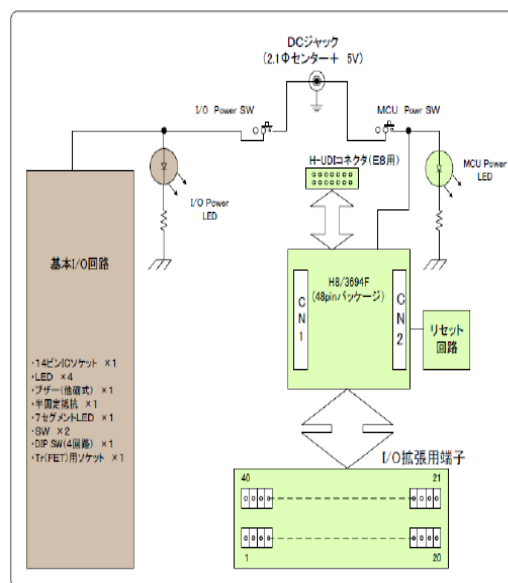 DCジャック
(2.1Φセンター+ 5V)
I/O Power SW
MCU Powr SW
H-UDIコネクタ(E8用)
I/O Power
LED
MCU Power
LED
基本I/O回路
・14ピンICソケット ×1
・LED ×4
・ブザー(他励式) ×1
・半固定抵抗 ×1
・7セグメントLED ×1
・SW ×2
・DIP SW(4回路) ×1
・Tr(FET)用ソケット ×1
H8/3694F
(48pinパッケージ)
CN1
CN2
リセット
回路
I/O拡張用端子
40
21
1
20